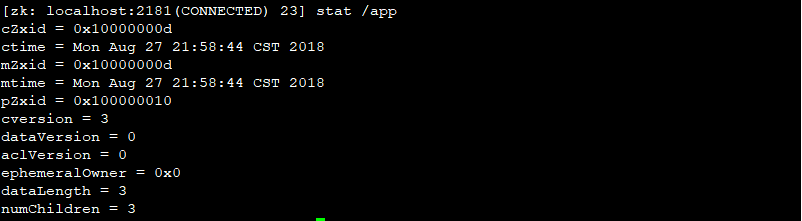 [zk: localhost:2181(CONNECTED) 23] stat /app
cZxid = 0x10000000d
ctime = Mon Aug 27 21:58:44 CST 2018
mZxid = 0x10000000d
mtime = Mon Aug 27 21:58:44 CST 2018
pZxid = 0x100000010
cversion = 3
dataVersion = 0
aclVersion = 0
ephemeralOwner = 0x0
dataLength = 3
numChildren = 3